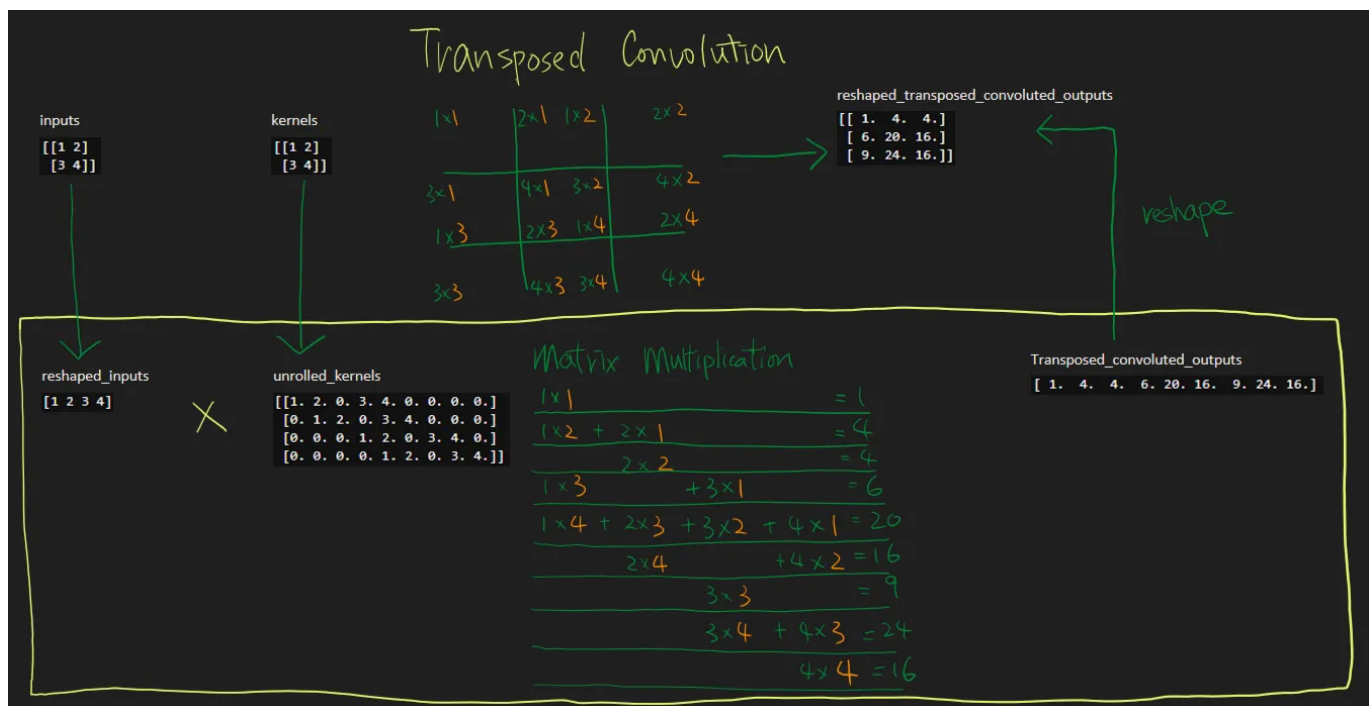 Transposed Convolution
inputs
[[1 2]
[3 4]]
kernels
[[1 2]
[3 4]]
1x1 2x1 1x2 2x2
3x1 4x1 3x2 4x2
1x3 2x3 1x4 2x4
3x3 4x3 3x4 4x4
reshaped_transposed_convoluted_outputs
[[ 1. 4. 4.]
[ 6. 20. 16.]
[ 9. 24. 16.]]
reshape
reshaped_inputs
[1 2 3 4]
X
unrolled_kernels
[[1. 2. 0. 3. 4. 0. 0. 0. 0.]
[0. 1. 2. 0. 3. 4. 0. 0. 0.]
[0. 0. 0. 1. 2. 0. 3. 4. 0.]
[0. 0. 0. 0. 1. 2. 0. 3. 4.]]
Matrix Multiplication
1x1 = 1
1x2 + 2x1 = 4
2x2 = 4
1x3 + 3x1 = 6
1x4 + 2x3 + 3x2 + 4x1 = 20
2x4 + 4x2 = 16
3x3 = 9
3x4 + 4x3 = 24
4x4 = 16
Transposed_convoluted_outputs
[ 1. 4. 4. 6. 20. 16. 9. 24. 16.]